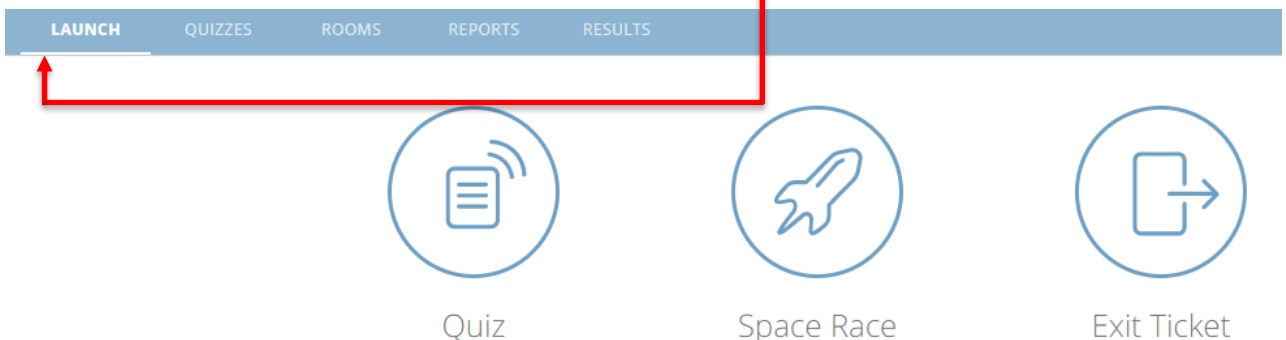 LAUNCH QUIZZES ROOMS REPORTS RESULTS
Quiz Space Race Exit Ticket